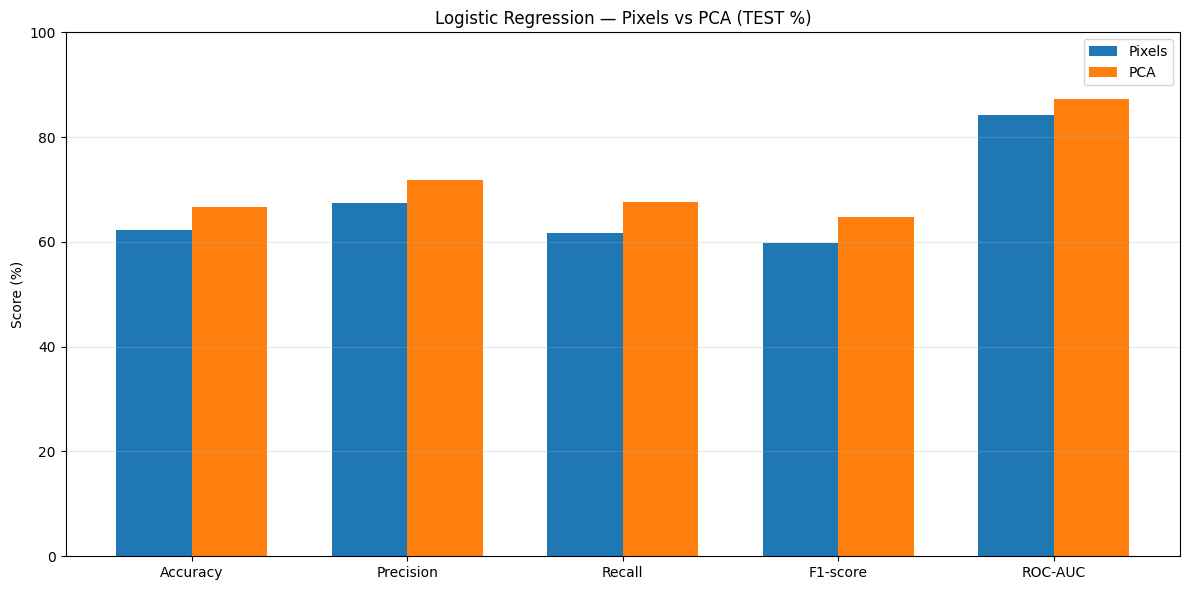 Logistic Regression — Pixels vs PCA (TEST %)
Pixels
PCA
Score (%)
100
80
60
40
20
0
Accuracy
Precision
Recall
F1-score
ROC-AUC